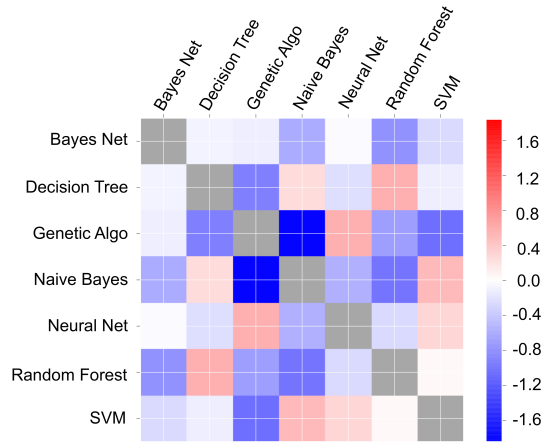 Bayes Net
Decision Tree
Genetic Algo
Naive Bayes
Neural Net
Random Forest
SVM
Bayes Net
Decision Tree
Genetic Algo
Naive Bayes
Neural Net
Random Forest
SVM
1.6
1.2
0.8
0.4
0.0
-0.4
-0.8
-1.2
-1.6